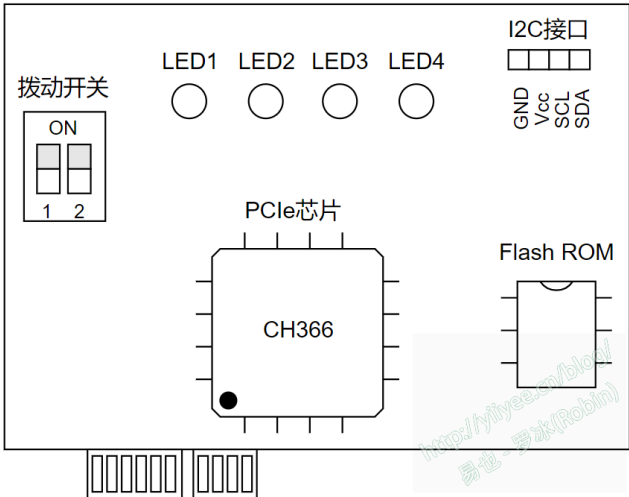 I2C接口
LED1 LED2 LED3 LED4
拨动开关
GND
Vcc
SCL
SDA
ON
1 2
PCIe芯片
Flash ROM
CH366
http://yiiyee.cn/blog/
易也 - 罗冰(Robin)